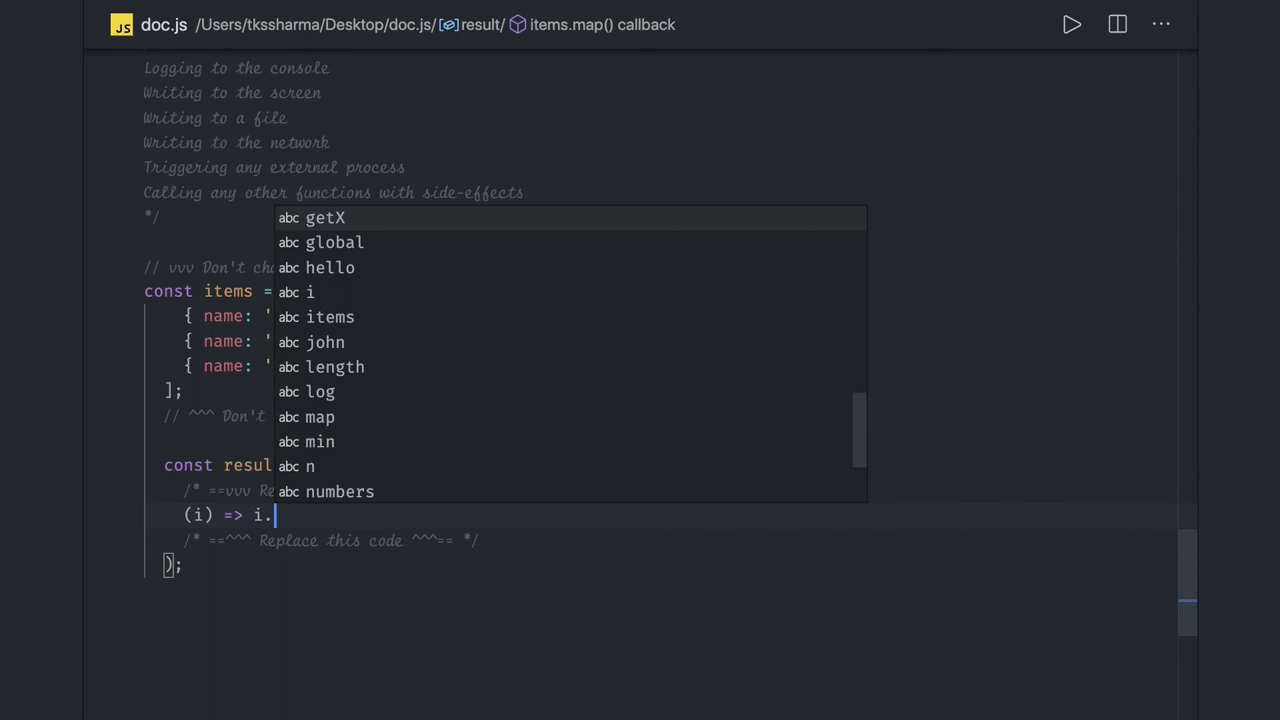 JS doc.js /Users/tkssharma/Desktop/doc.js/result/ items.map() callback
Logging to the console
Writing to the screen
Writing to a file
Writing to the network
Triggering any external process
Calling any other functions with side-effects
*/
abc getX
abc global
// vvv Don't cha
abc hello
const items =
abc i
{ name: '
abc items
{ name: '
abc john
{ name: '
abc length
];
abc log
// ^^^ Don't
abc map
abc min
const resul
abc n
/* ==vvv Re
abc numbers
(i) => i.
/* ==^^^ Replace this code ^^^== */
);